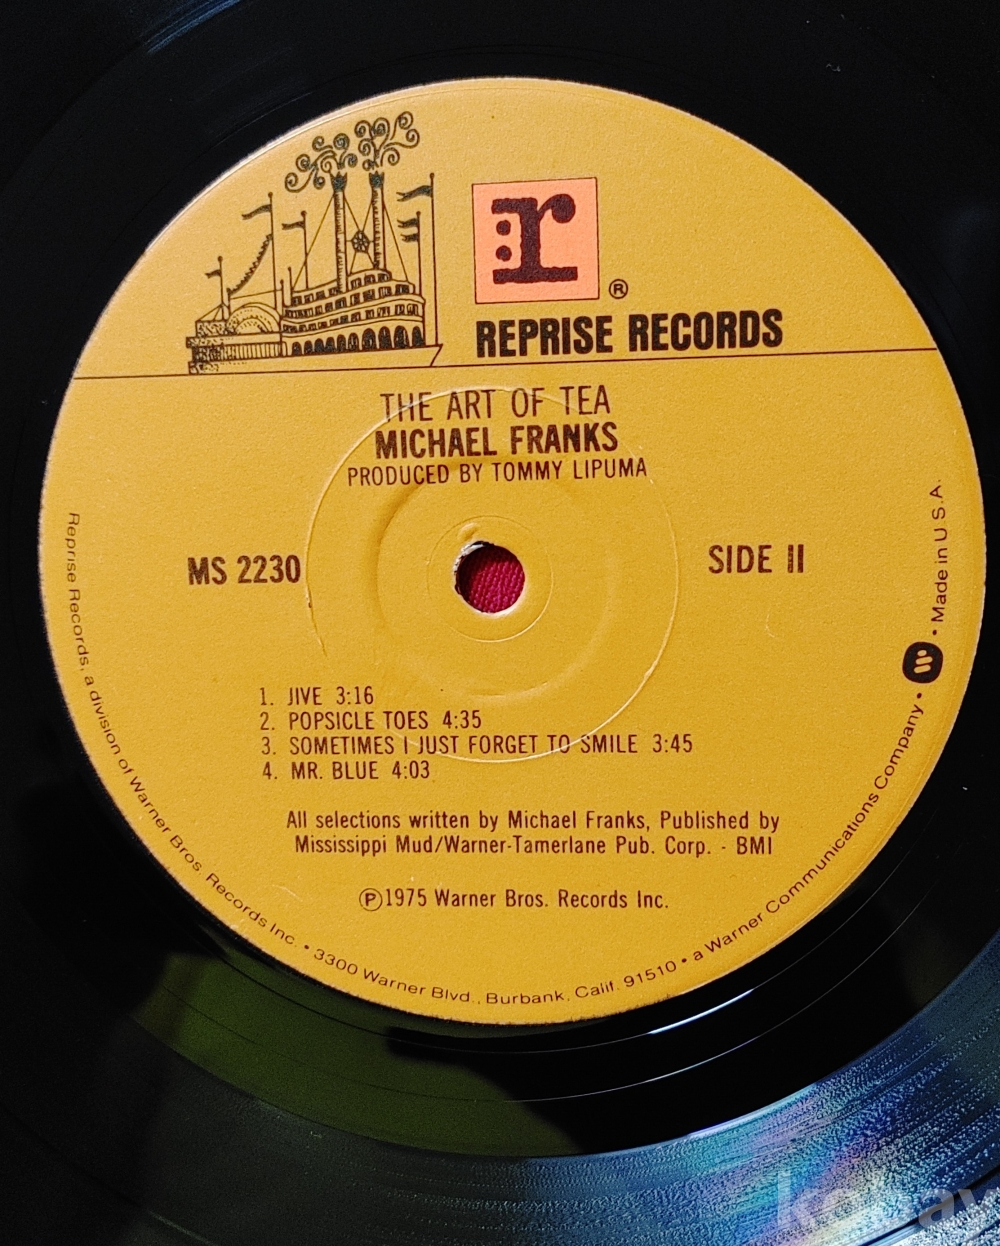 r
®
REPRISE RECORDS
THE ART OF TEA
MICHAEL FRANKS
PRODUCED BY TOMMY LIPUMA
MS 2230
SIDE II
1. JIVE 3:16
2. POPSICLE TOES 4:35
3. SOMETIMES I JUST FORGET TO SMILE 3:45
4. MR. BLUE 4:03
All selections written by Michael Franks, Published by
Mississippi Mud/Warner-Tamerlane Pub. Corp. - BMI
Ⓟ1975 Warner Bros. Records Inc.
Reprise Records, a division of Warner Bros. Records Inc. • 3300 Warner Blvd., Burbank, Calif. 91510 • a Warner Communications Company • W • Made in U.S.A.